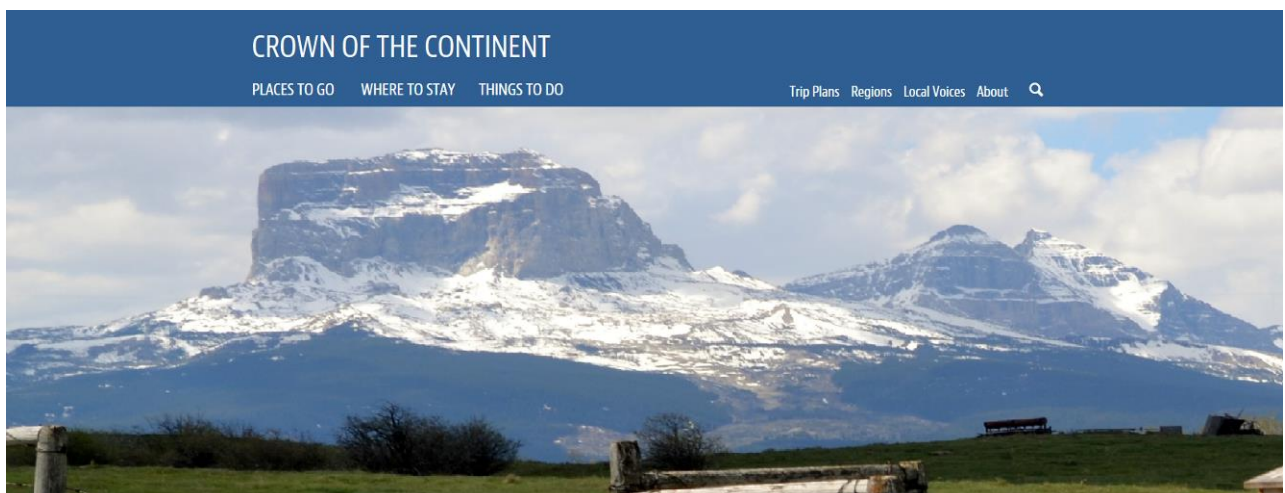 CROWN OF THE CONTINENT
PLACES TO GO WHERE TO STAY THINGS TO DO Trip Plans Regions Local Voices About